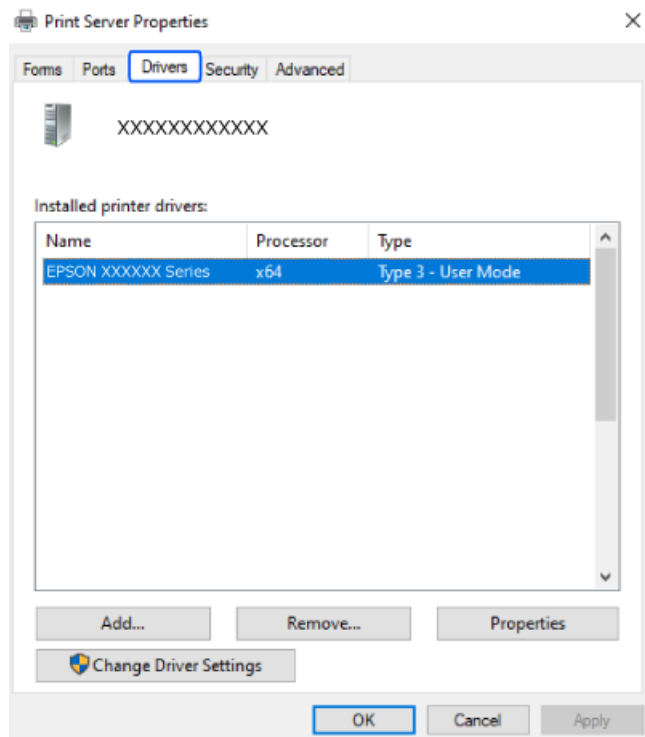 Print Server Properties
Forms Ports Drivers Security Advanced
XXXXXXXXXXXX
Installed printer drivers:
Name Processor Type
EPSON XXXXXX Series x64 Type 3 - User Mode
Add... Remove... Properties
Change Driver Settings
OK Cancel Apply